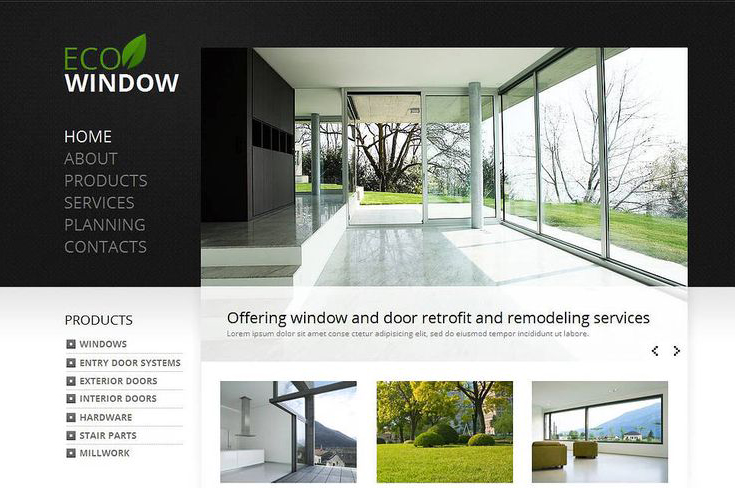 ECO
WINDOW
HOME
ABOUT
PRODUCTS
SERVICES
PLANNING
CONTACTS
Offering window and door retrofit and remodeling services
Lorem ipsum dolor sit amet conse ctetur adipisicing elit, sed do eiusmod tempor incididunt ut labore.
PRODUCTS
WINDOWS
ENTRY DOOR SYSTEMS
EXTERIOR DOORS
INTERIOR DOORS
HARDWARE
STAIR PARTS
MILLWORK